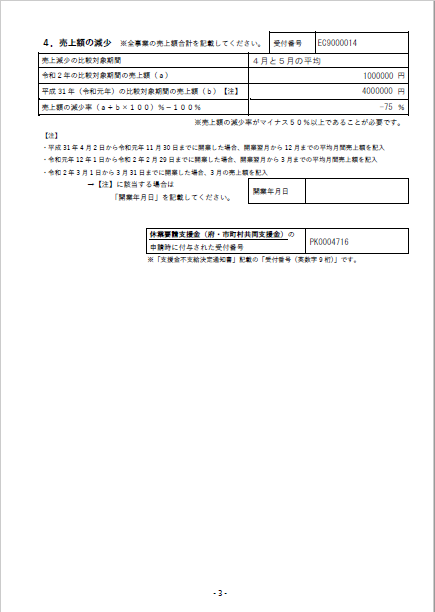 4．売上額の減少　※全事業の売上額合計を記載してください。　受付番号　EC9000014
売上減少の比較対象期間　4月と5月の平均
令和2年の比較対象期間の売上額（a）　1000000 円
平成31年（令和元年）の比較対象期間の売上額（b）【注】　4000000 円
売上額の減少率（a÷b×100）％－100％　-75 ％
※売上額の減少率がマイナス50％以上であることが必要です。
【注】
・平成31年4月2日から令和元年11月30日までに開業した場合、開業翌月から12月までの平均月間売上額を記入
・令和元年12月1日から令和2年2月29日までに開業した場合、開業翌月から3月までの平均月間売上額を記入
・令和2年3月1日から3月31日までに開業した場合、3月の売上額を記入
→【注】に該当する場合は
「開業年月日」を記載してください。　開業年月日
休業要請支援金（府・市町村共同支援金）の
申請時に付与された受付番号　PK0004716
※「支援金不支給決定通知書」記載の「受付番号（英数字9桁）」です。
- 3 -